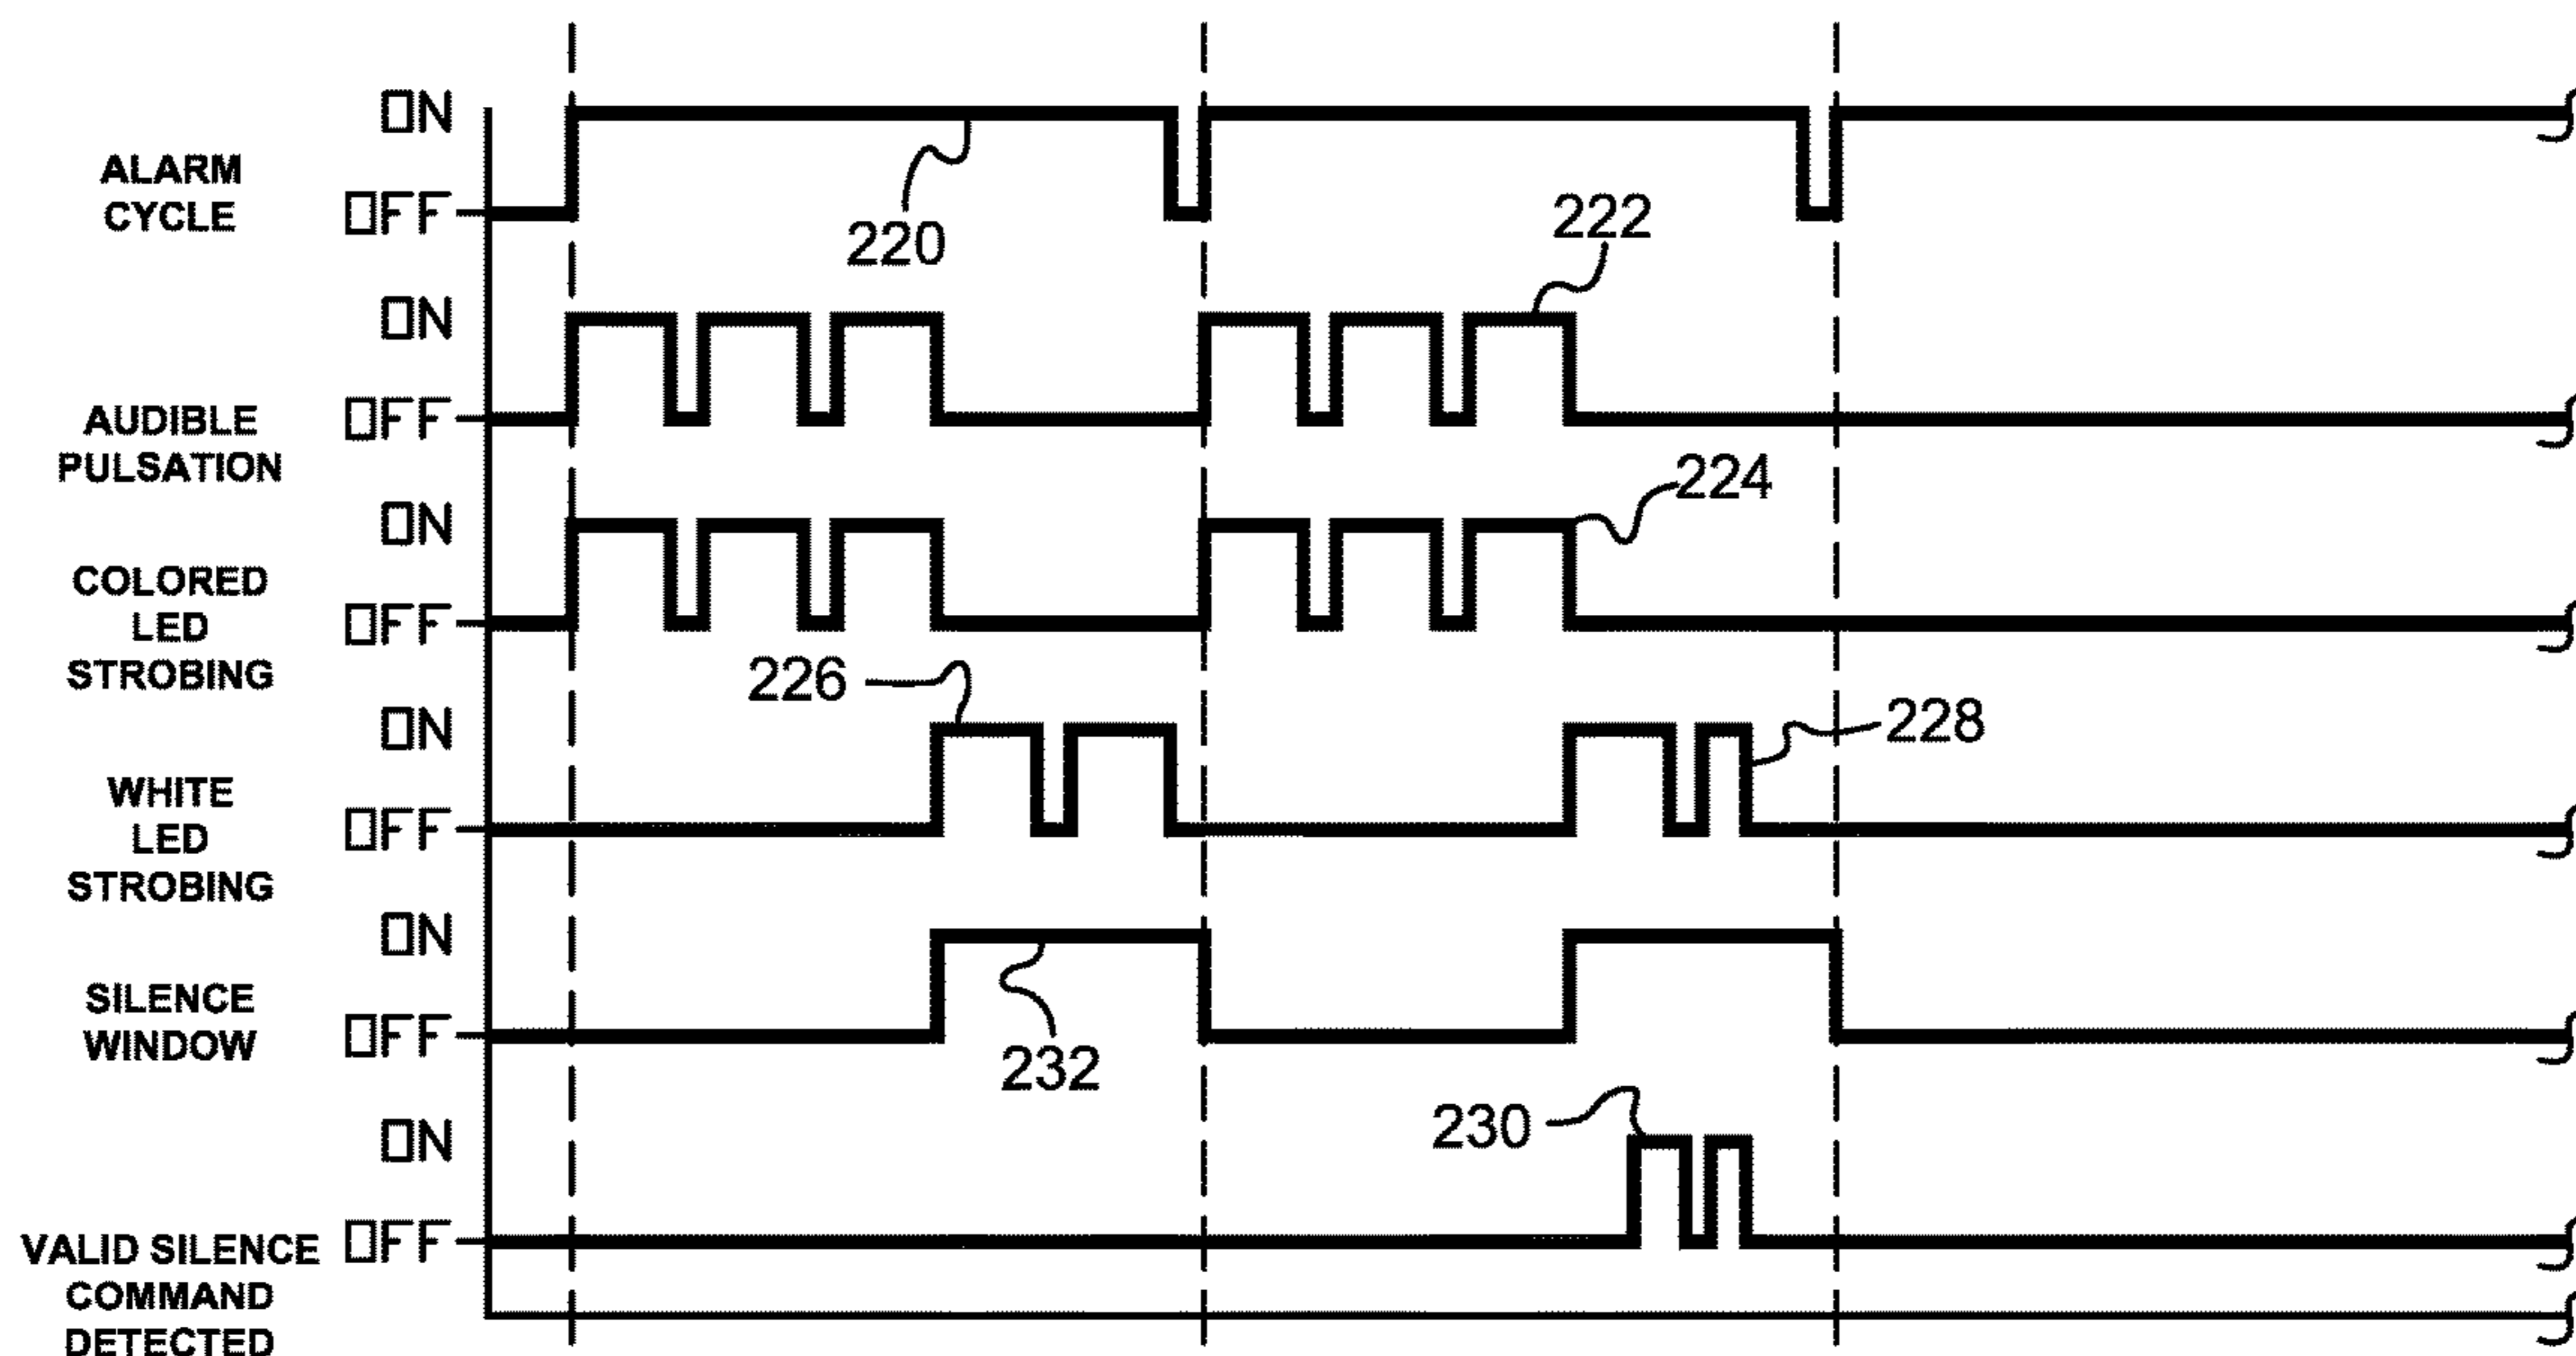 ON
ALARM
CYCLE
OFF
220
222
ON
AUDIBLE
PULSATION
OFF
224
ON
COLORED
LED
STROBING
OFF
226
ON
228
WHITE
LED
STROBING
OFF
ON
SILENCE
WINDOW
OFF
232
ON
230
VALID SILENCE
COMMAND
DETECTED
OFF